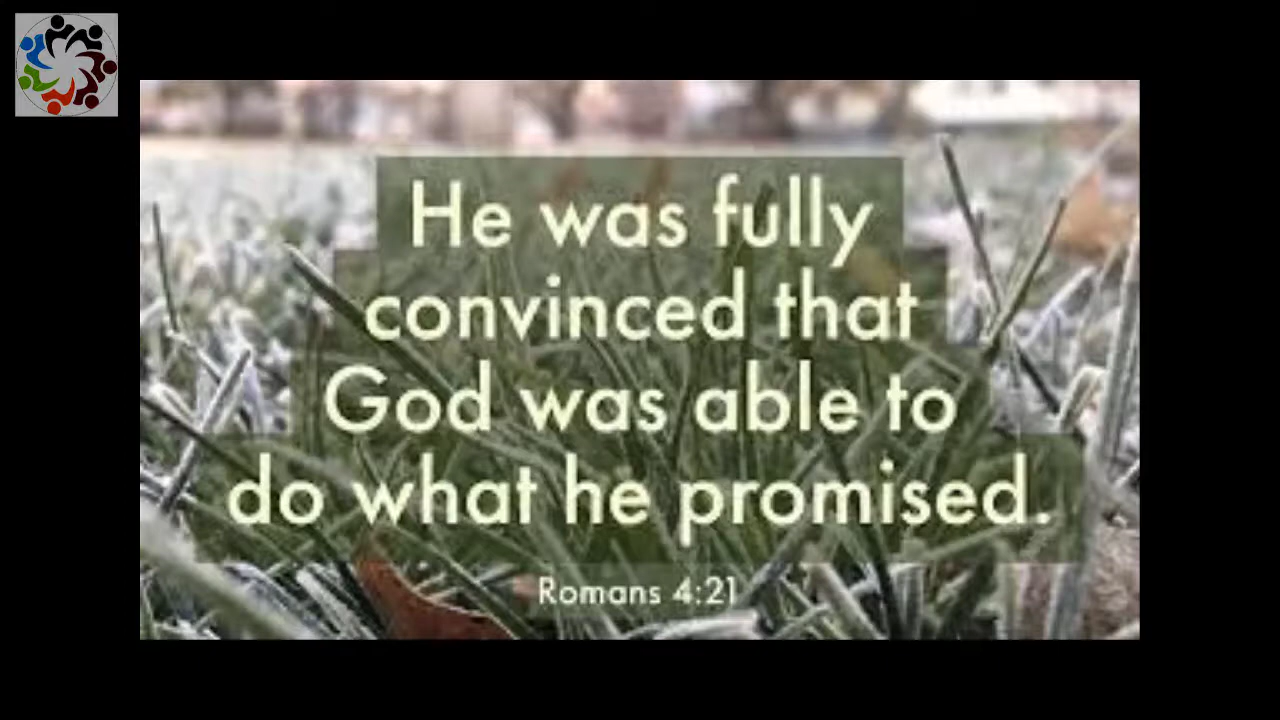 He was fully
convinced that
God was able to
do what he promised.
Romans 4:21